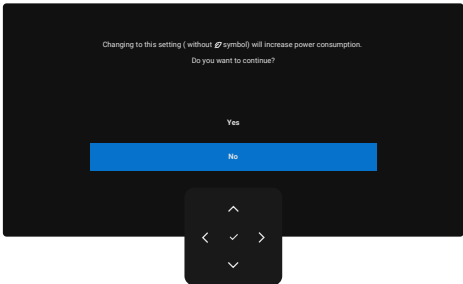 Changing to this setting ( without symbol) will increase power consumption.
Do you want to continue?
Yes
No